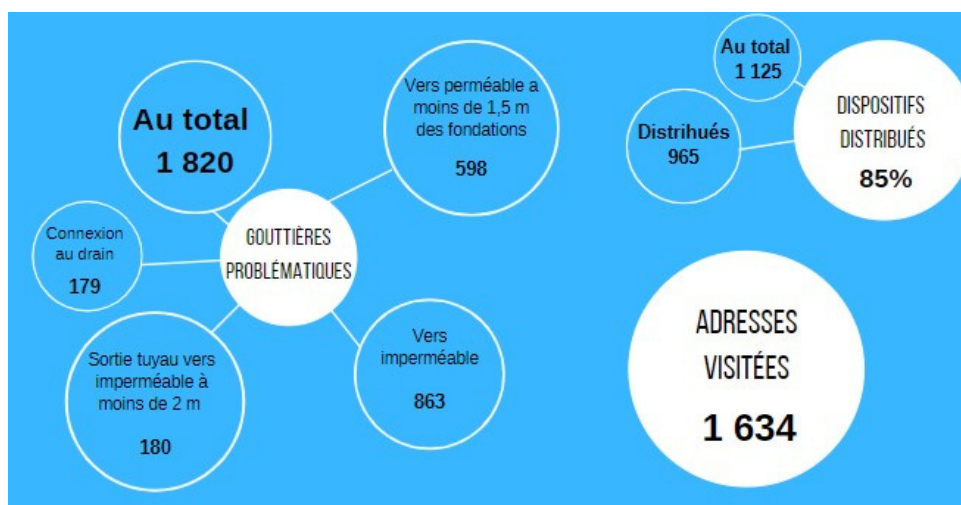 Au total
1 820
Vers perméable a
moins de 1,5 m
des fondations
598
GOUTTIÈRES
PROBLÉMATIQUES
Connexion
au drain
179
Sortie tuyau vers
imperméable à
moins de 2 m
180
Vers
imperméable
863
Au total
1 125
Distrihués
965
DISPOSITIFS
DISTRIBUÉS
85%
ADRESSES
VISITÉES
1 634